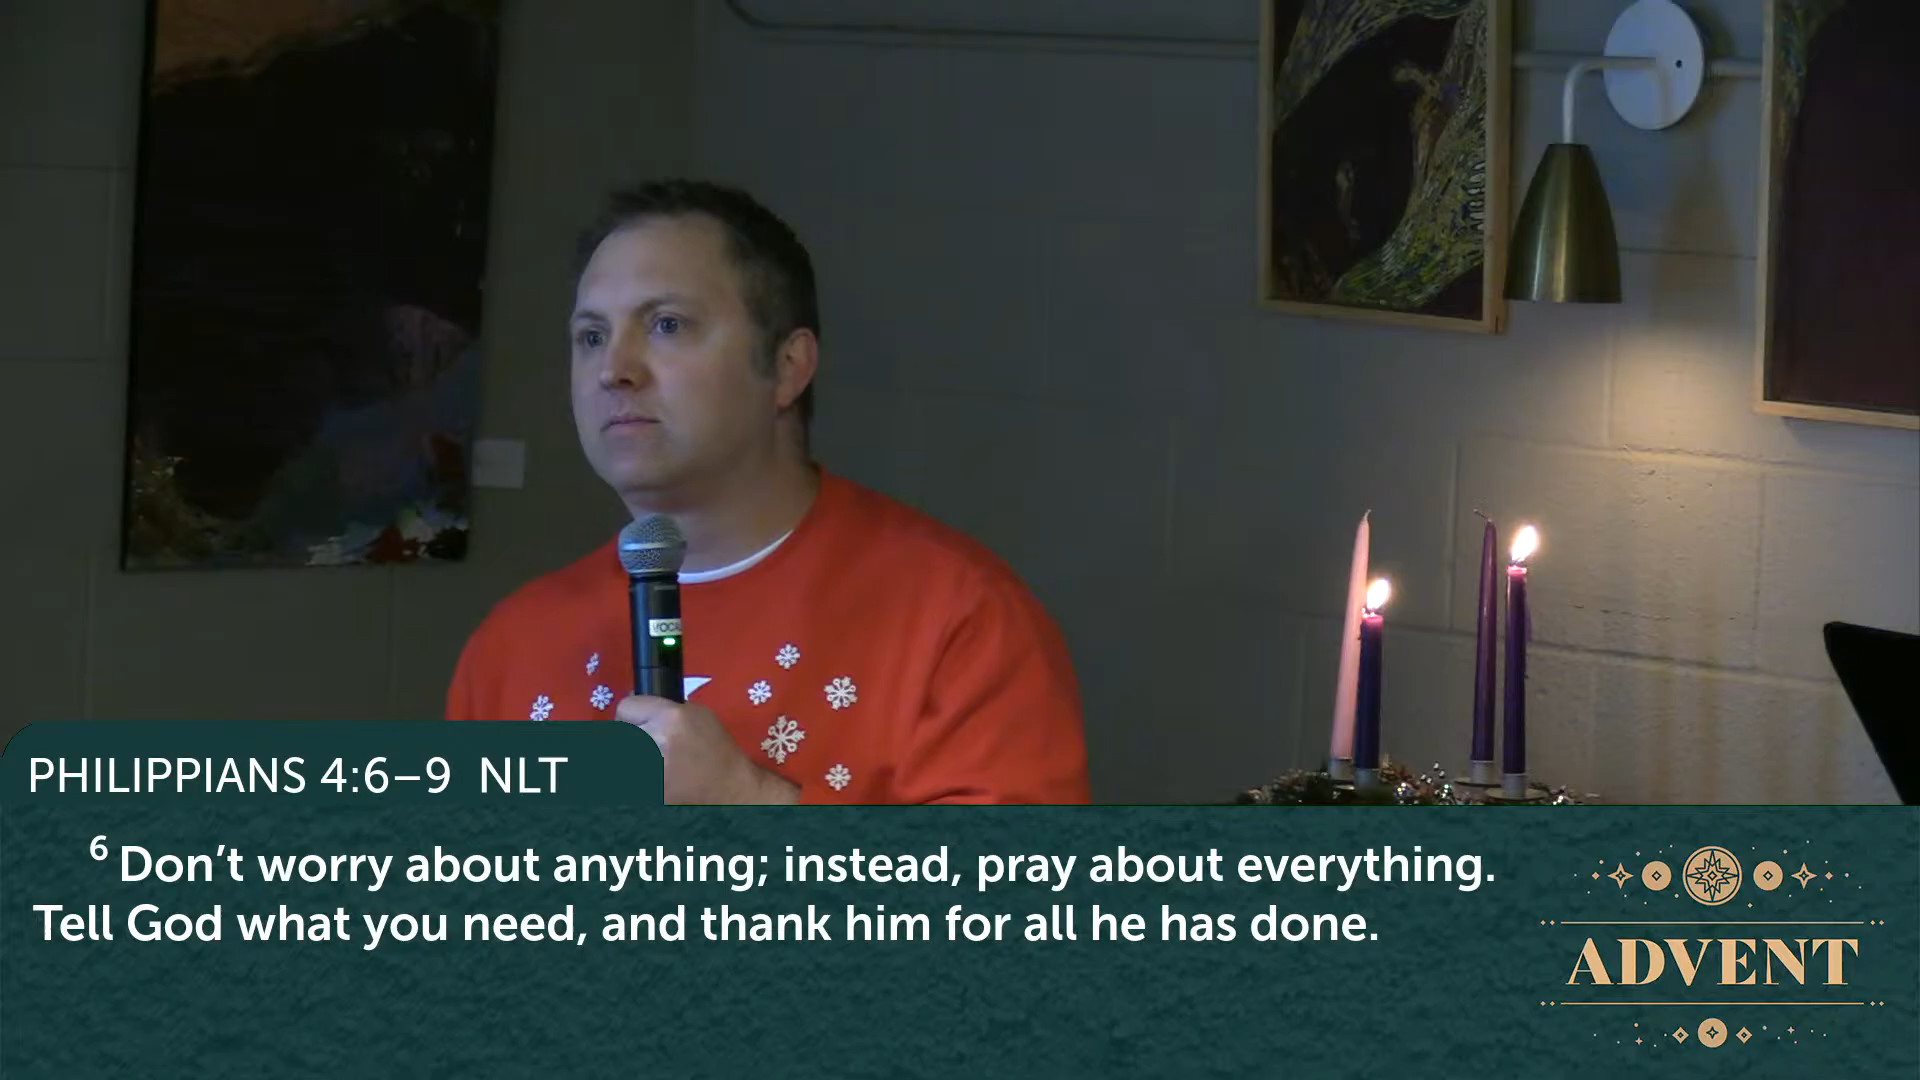 VOCAL
PHILIPPIANS 4:6–9 NLT
6 Don’t worry about anything; instead, pray about everything.
Tell God what you need, and thank him for all he has done.
ADVENT